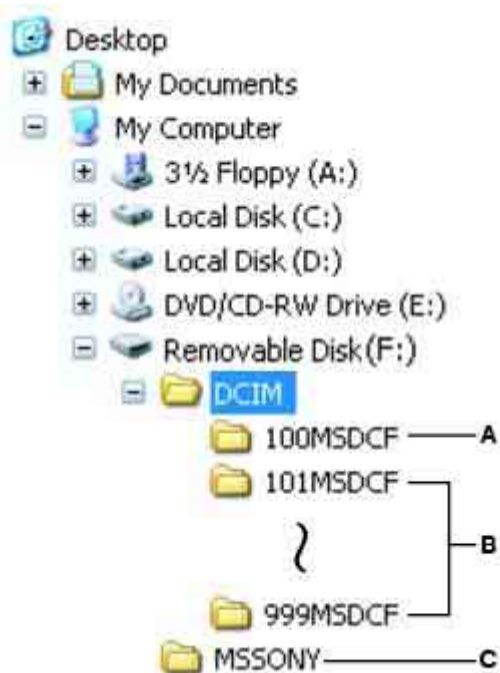 Desktop
My Documents
My Computer
3½ Floppy (A:)
Local Disk (C:)
Local Disk (D:)
DVD/CD-RW Drive (E:)
Removable Disk(F:)
DCIM
100MSDCF A
101MSDCF
B
999MSDCF
MSSONY C